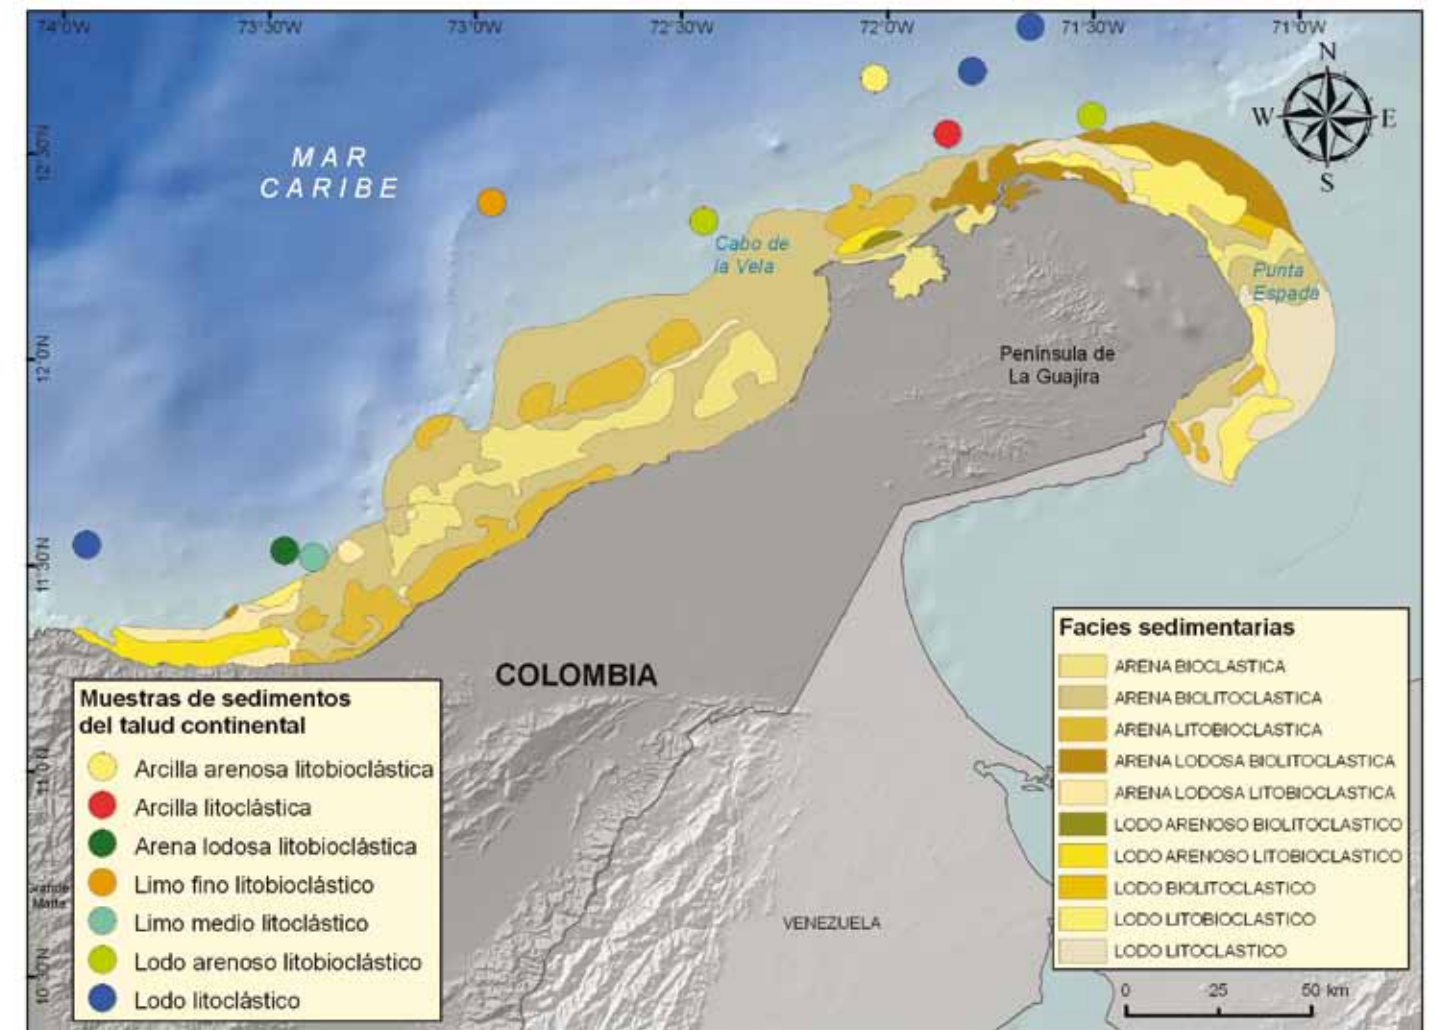 74°0'W 73°30'W 73°0'W 72°30'W 72°0'W 71°30'W 71°0'W
N
W E
S
12°30'N
MAR
CARIBE
Cabo de
la Vela
Punta
Espada
12°0'N
Península de
La Guajira
11°30'N
COLOMBIA
11°0'N
VENEZUELA
10°30'N
Muestras de sedimentos
del talud continental
Arcilla arenosa litobioclástica
Arcilla litoclástica
Arena lodosa litobioclástica
Limo fino litobioclástico
Limo medio litoclástico
Lodo arenoso litobioclástico
Lodo litoclástico
Facies sedimentarias
ARENA BIOCLASTICA
ARENA BIOLITOCLASTICA
ARENA LITOBIOCLASTICA
ARENA LODOSA BIOLITOCLASTICA
ARENA LODOSA LITOBIOCLASTICA
LODO ARENOSO BIOLITOCLASTICO
LODO ARENOSO LITOBIOCLASTICO
LODO BIOLITOCLASTICO
LODO LITOBIOCLASTICO
LODO LITOCLASTICO
0 25 50 km